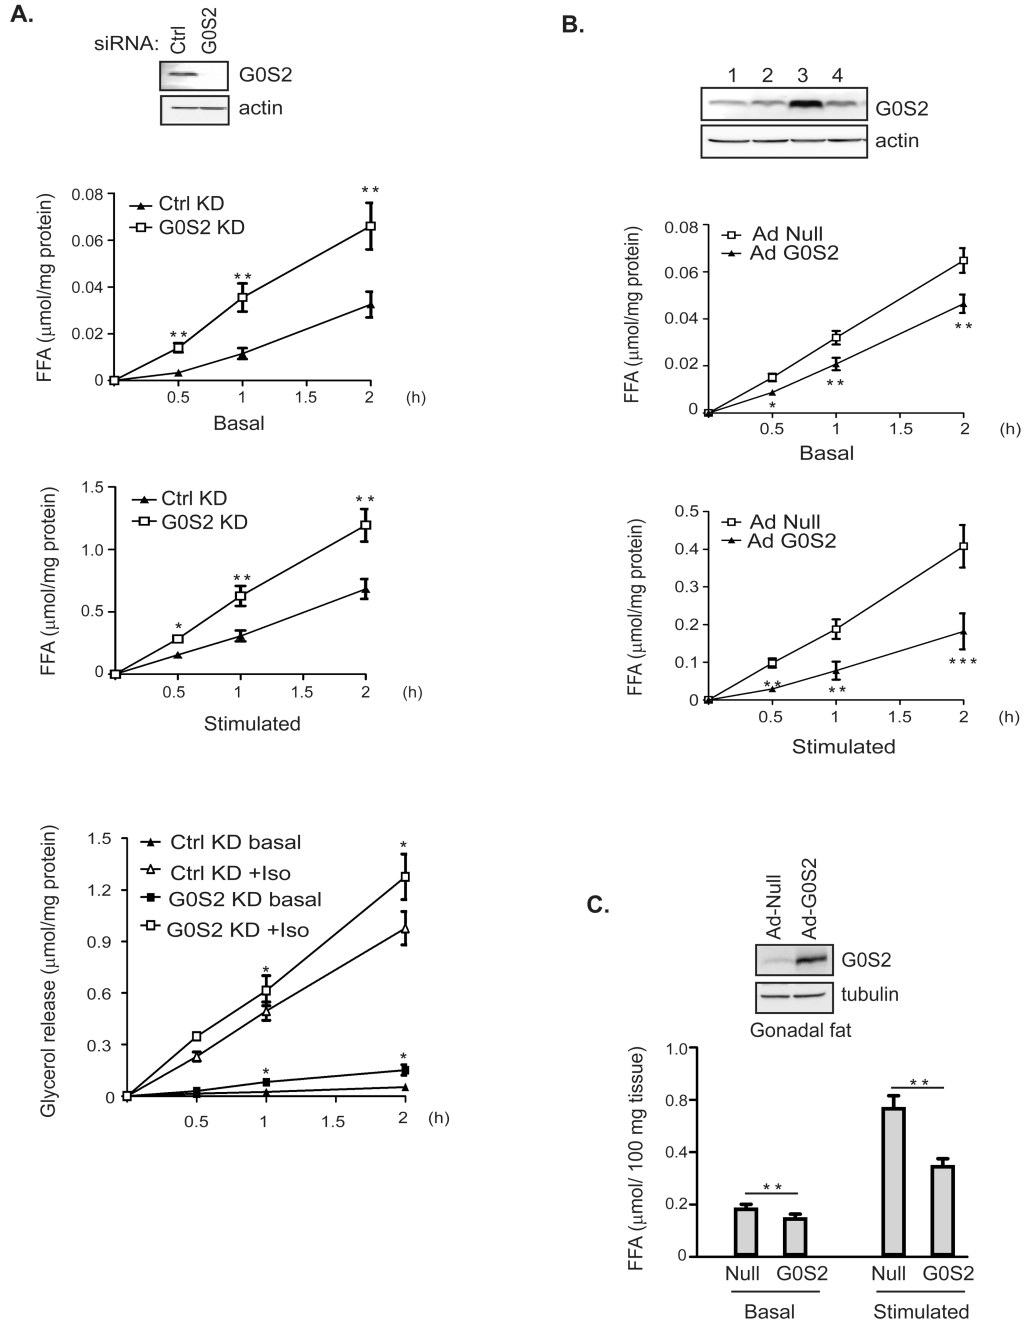 A.
siRNA: Ctrl G0S2
G0S2
actin
FFA (μmol/mg protein)
0.08
0.06
0.04
0.02
0
Ctrl KD
G0S2 KD
**
**
**
0.5 1 1.5 2 (h)
Basal
FFA (μmol/mg protein)
1.5
1.0
0.5
0
Ctrl KD
G0S2 KD
*
**
**
0.5 1 1.5 2 (h)
Stimulated
Glycerol release (μmol/mg protein)
1.5
1.2
0.9
0.6
0.3
0
Ctrl KD basal
Ctrl KD +Iso
G0S2 KD basal
G0S2 KD +Iso
*
*
*
*
0.5 1 1.5 2 (h)
B.
1 2 3 4
G0S2
actin
FFA (μmol/mg protein)
0.08
0.06
0.04
0.02
0
Ad Null
Ad G0S2
*
**
**
0.5 1 1.5 2 (h)
Basal
FFA (μmol/mg protein)
0.5
0.4
0.3
0.2
0.1
0
Ad Null
Ad G0S2
**
**
***
0.5 1 1.5 2 (h)
Stimulated
C.
Ad-Null Ad-G0S2
G0S2
tubulin
Gonadal fat
FFA (μmol/ 100 mg tissue)
1.0
0.8
0.4
0.2
0
**
**
Null G0S2 Null G0S2
Basal Stimulated